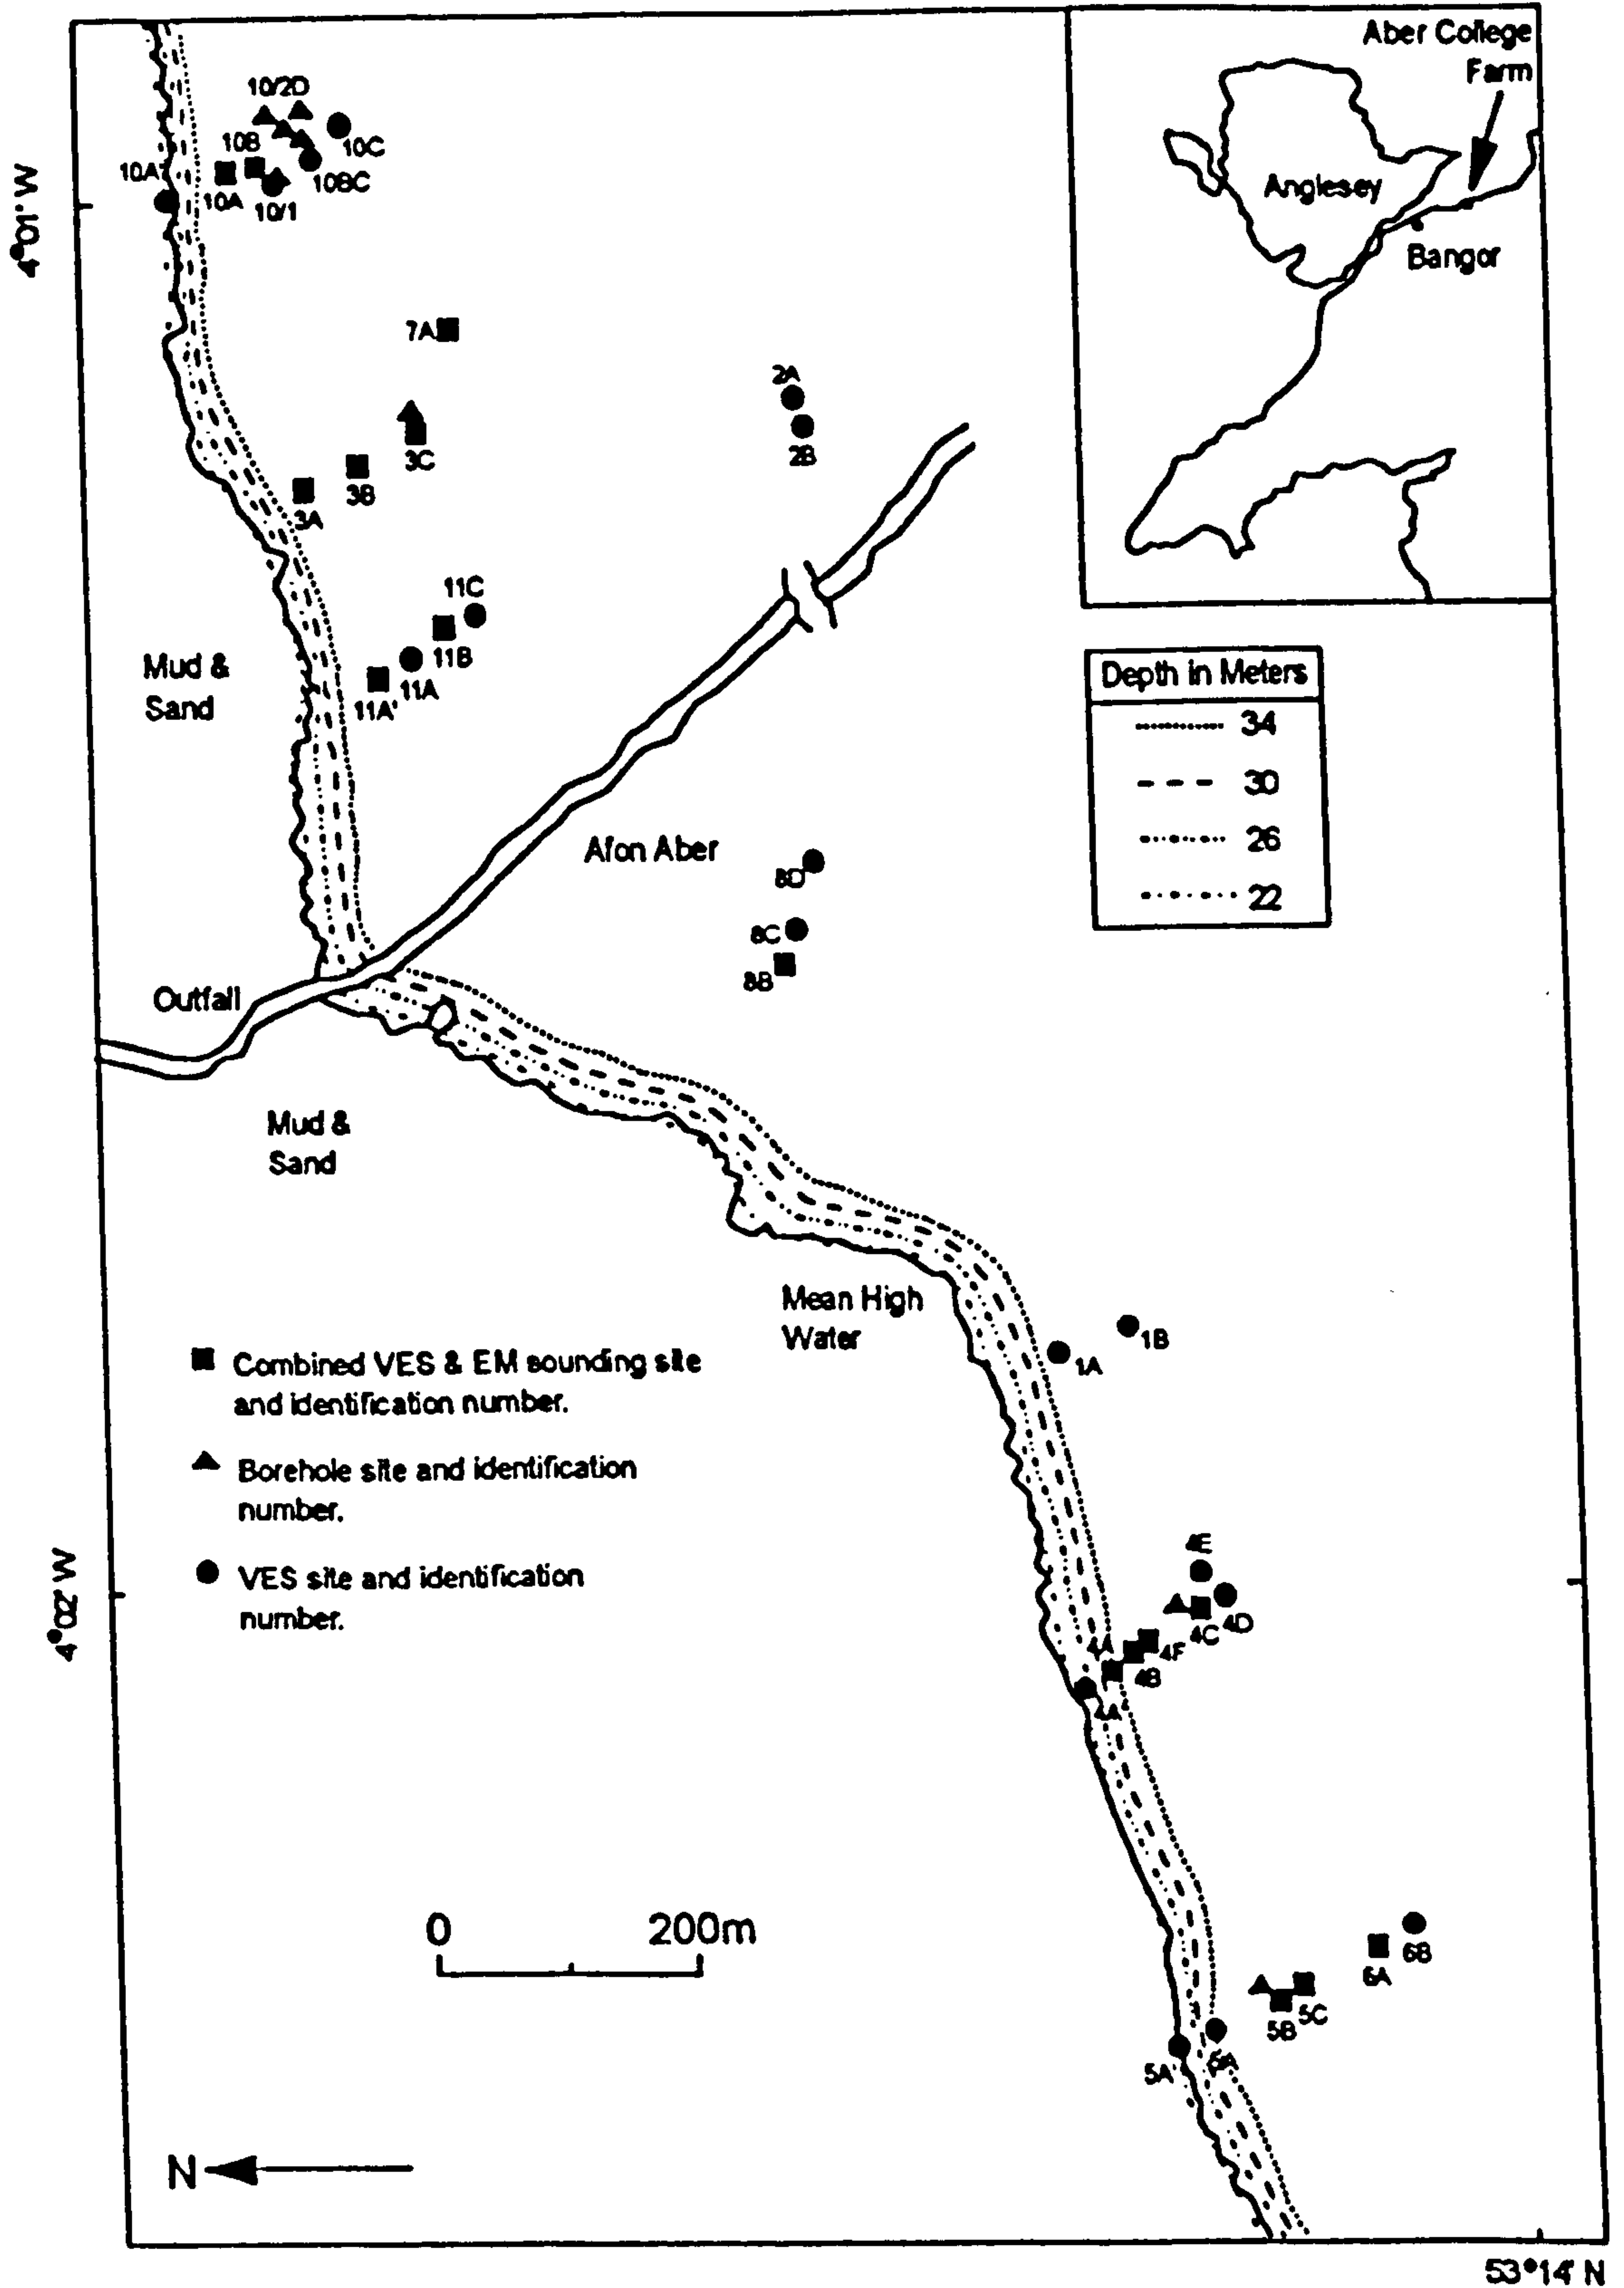 Aber College
Farm
Anglesey
Bangor
4°01' W
10/2D
10B
10C
10A'
10A
10/1
10BC
7A
2A
2B
3C
3B
3A
11C
11B
11A
11A'
Mud &
Sand
Depth in Meters
34
30
26
22
Afon Aber
8D
8C
8B
Outfall
Mud &
Sand
Mean High
Water
1B
1A
Combined VES & EM sounding site
and identification number.
Borehole site and identification
number.
VES site and identification
number.
4°02' W
4E
4D
4C
4F
4A
4B
4A'
0 200m
6B
6A
5C
5B
5A
5A'
N
53°14' N